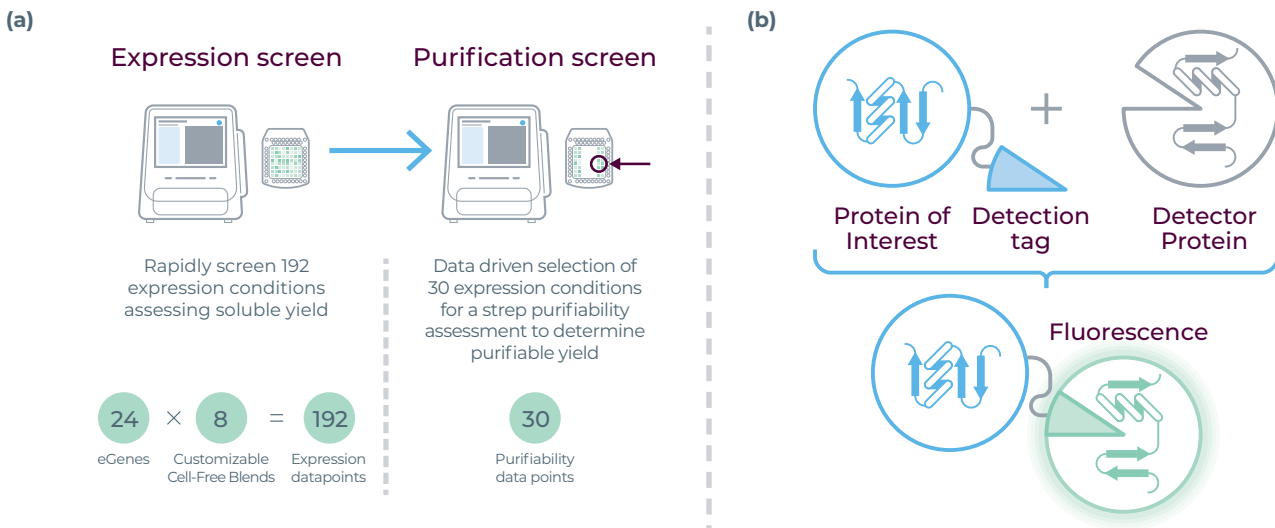 (a)
Expression screen
Purification screen
Rapidly screen 192
expression conditions
assessing soluble yield
Data driven selection of
30 expression conditions
for a strep purifiability
assessment to determine
purifiable yield
24 × 8 = 192
eGenes
Customizable
Cell-Free Blends
Expression
datapoints
30
Purifiability
data points
(b)
+
Protein of
Interest
Detection
tag
Detector
Protein
Fluorescence